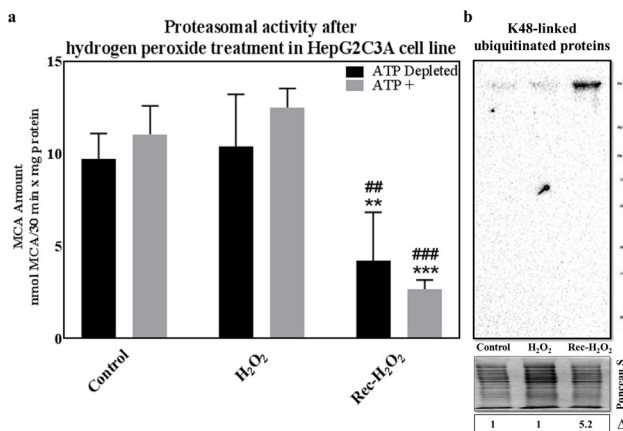 a
Proteasomal activity after
hydrogen peroxide treatment in HepG2C3A cell line
15
10
5
0
MCA Amount
nmol MCA/30 min x mg protein
ATP Depleted
ATP +
##
**
###
***
Control
H₂O₂
Rec-H₂O₂
b
K48-linked
ubiquitinated proteins
Control H₂O₂ Rec-H₂O₂
Ponceau S
1 1 5.2 Δ